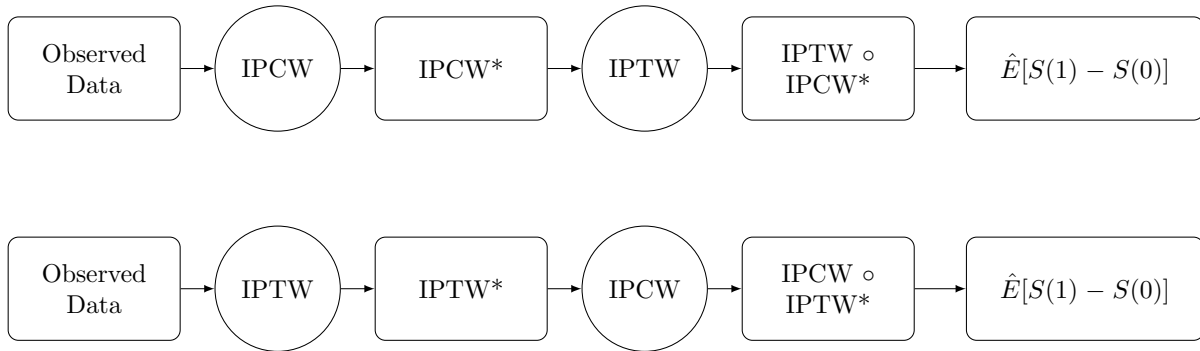 Observed
Data
IPCW
IPCW*
IPTW
IPTW ∘
IPCW*
Ê[S(1) − S(0)]
Observed
Data
IPTW
IPTW*
IPCW
IPCW ∘
IPTW*
Ê[S(1) − S(0)]